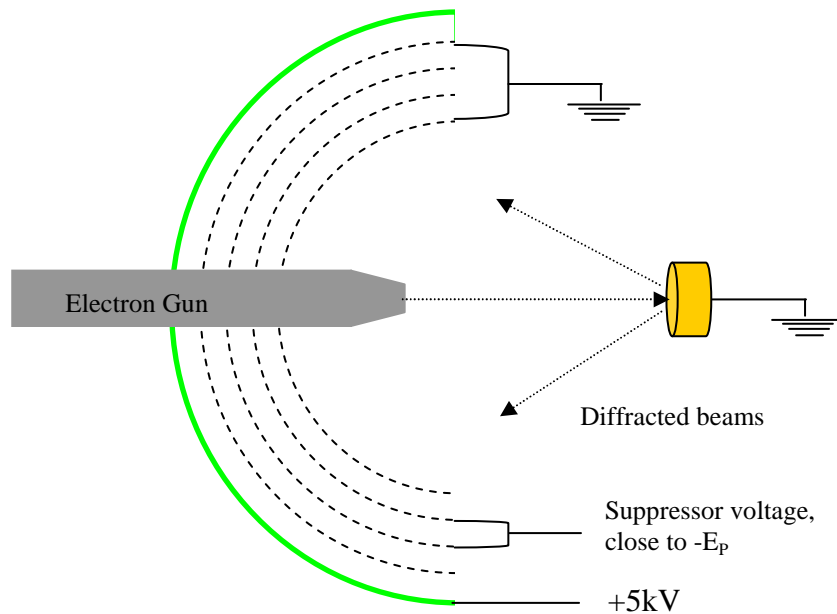 Electron Gun
Diffracted beams
Suppressor voltage,
close to -E_P
+5kV